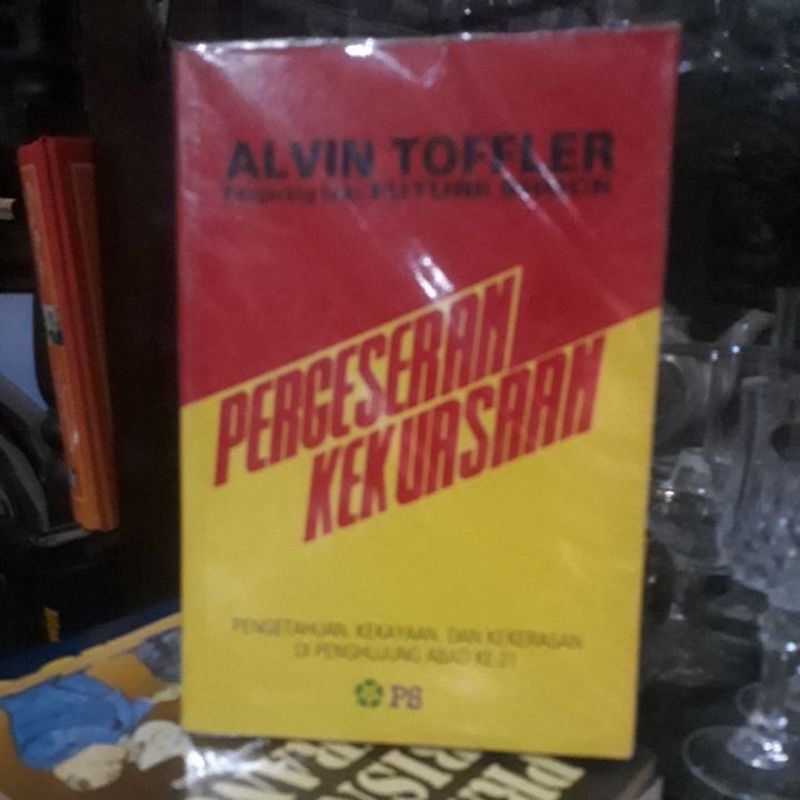 ALVIN TOFFLER
Pengarang buku FUTURE SHOCK
PERGESERAN
KEKUASAAN
PENGETAHUAN, KEKAYAAN, DAN KEKERASAN
DI PENGHUJUNG ABAD KE-21
PS